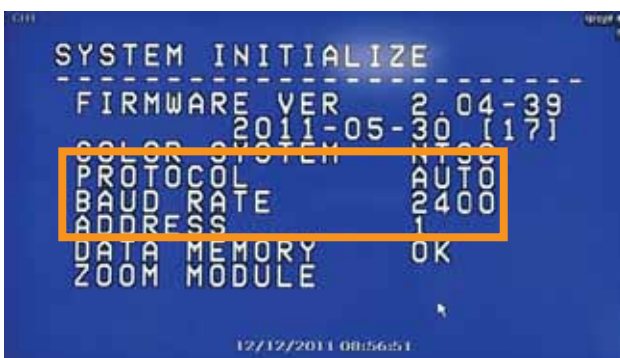 CH1
SYSTEM INITIALIZE
FIRMWARE VER 2.04-39
2011-05-30 [17]
COLOR SYSTEM NTSC
PROTOCOL AUTO
BAUD RATE 2400
ADDRESS 1
DATA MEMORY OK
ZOOM MODULE
12/12/2011 08:56:51